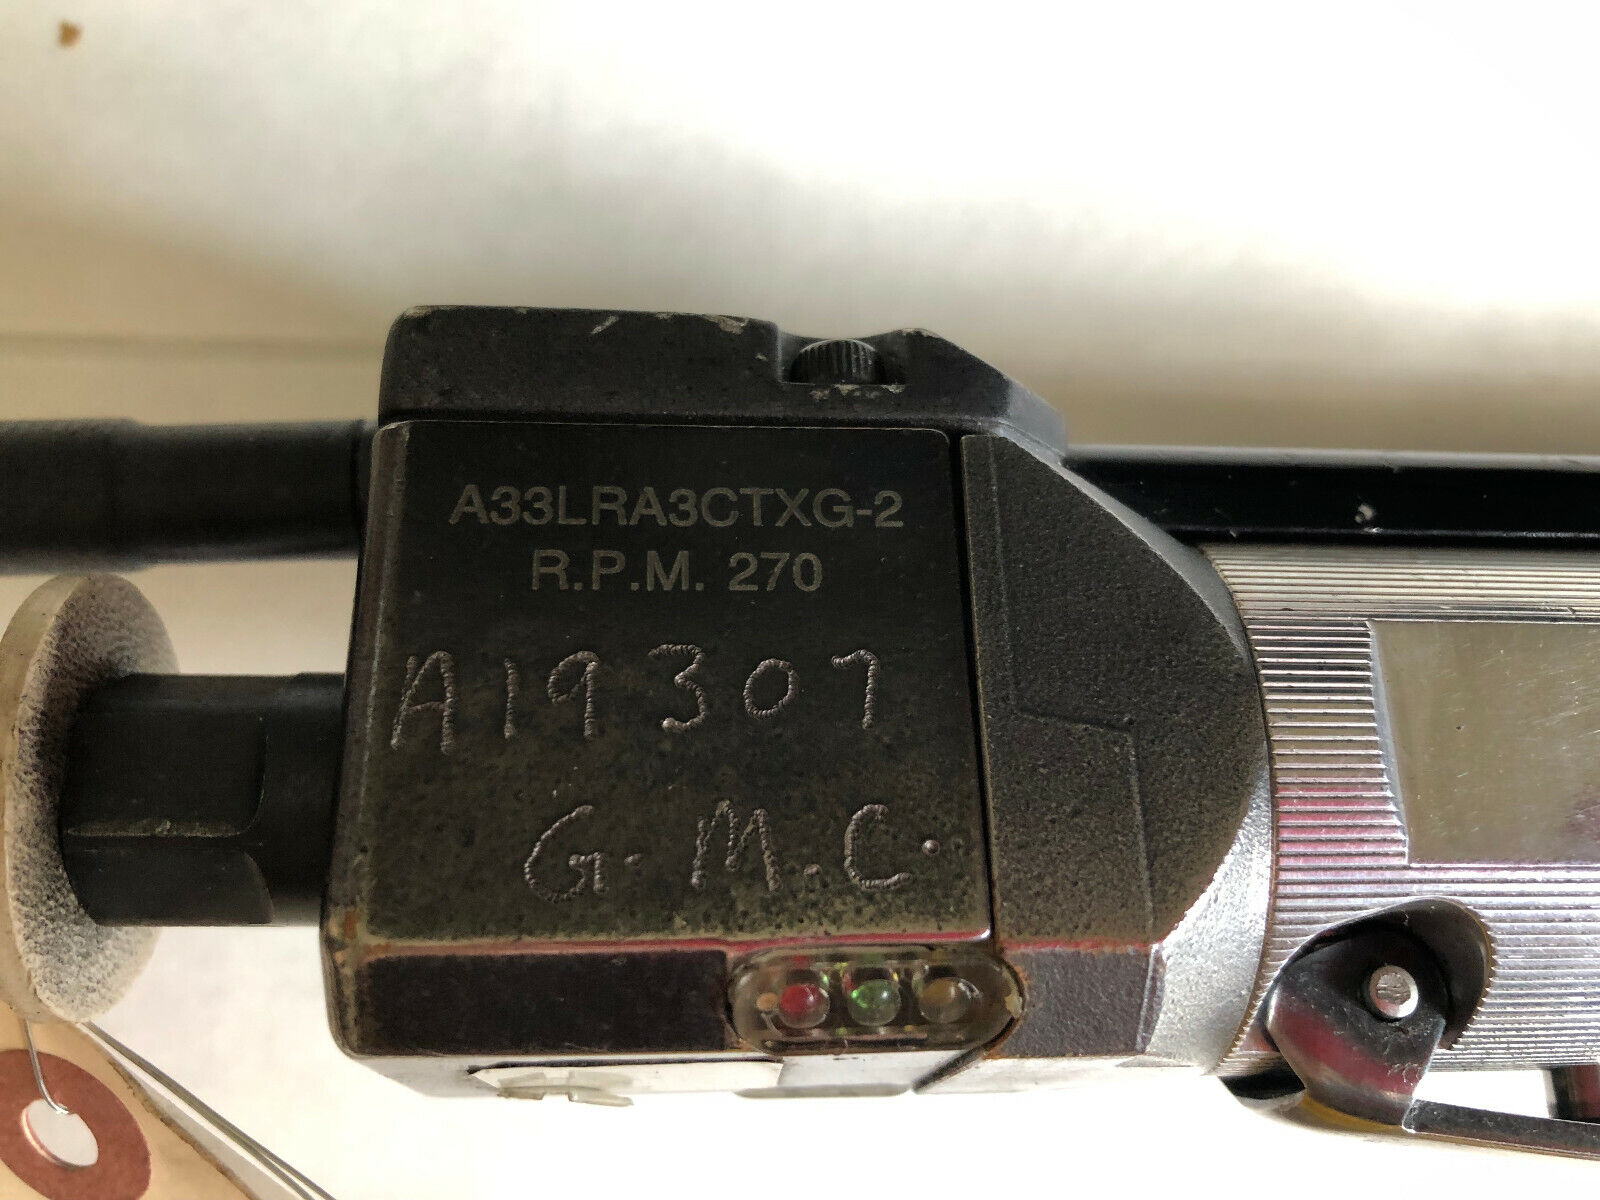 A33LRA3CTXG-2
R.P.M. 270
A19307
G.M.C.